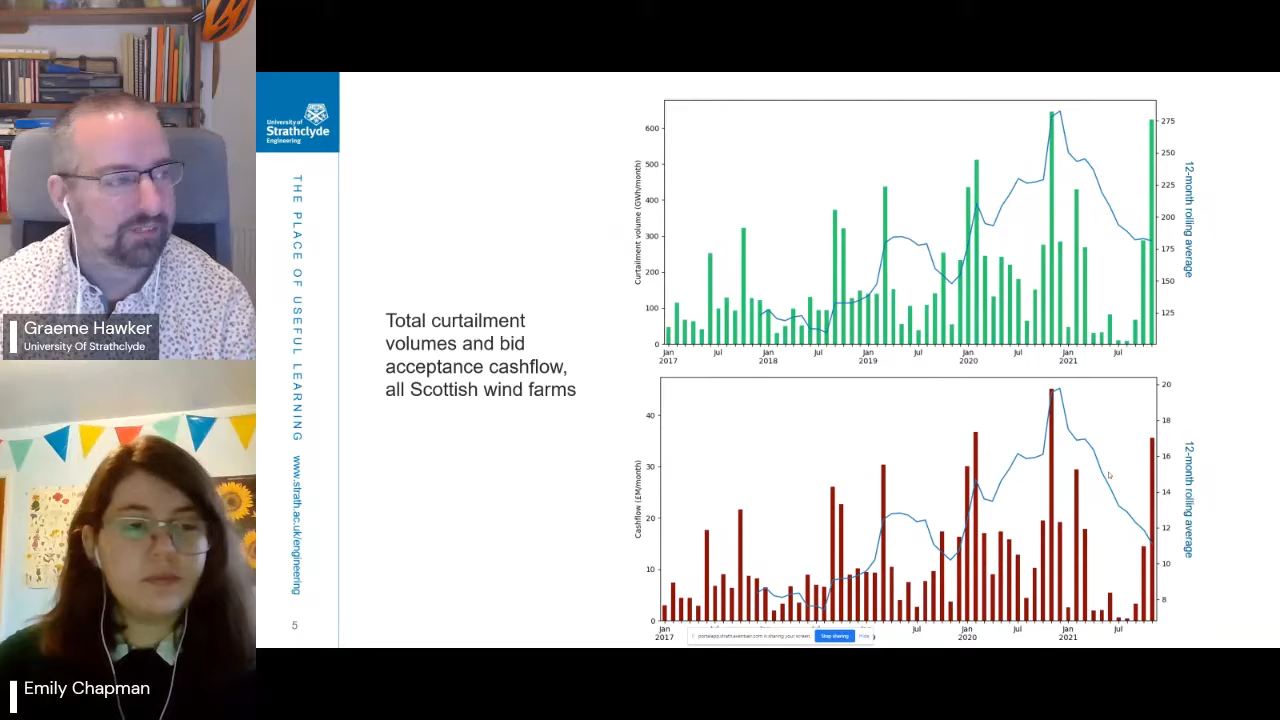 Graeme Hawker
University Of Strathclyde
Emily Chapman
University of
Strathclyde
Engineering
THE PLACE OF USEFUL LEARNING
www.strath.ac.uk/engineering
5
Total curtailment
volumes and bid
acceptance cashflow,
all Scottish wind farms
Curtailment volume (GWh/month)
600
500
400
300
200
100
0
275
250
225
200
175
150
125
12-month rolling average
Jan Jul Jan Jul Jan Jul Jan Jul Jan Jul
2017 2018 2019 2020 2021
Cashflow (£M/month)
40
30
20
10
0
20
18
16
14
12
10
8
12-month rolling average
Jan Jul Jan Jul Jan Jul
2017 2020 2021
is sharing your screen.
Stop sharing
Hide